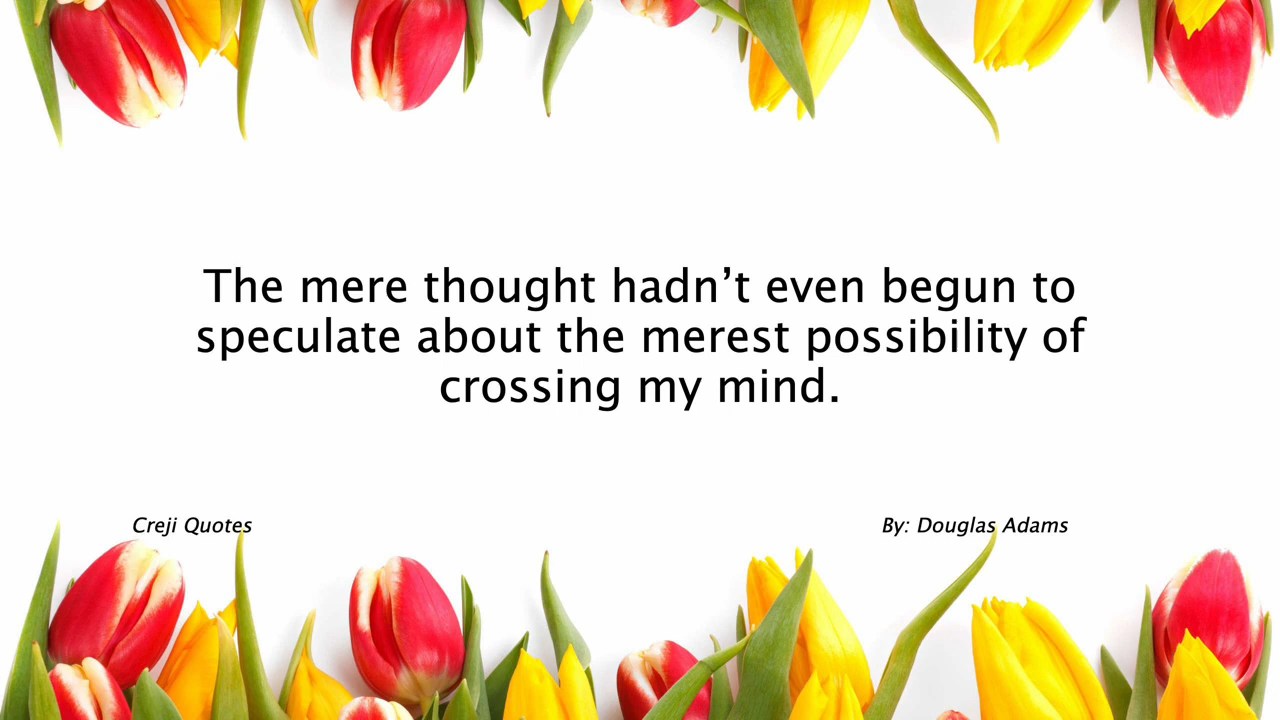 The mere thought hadn’t even begun to
speculate about the merest possibility of
crossing my mind.
Creji Quotes
By: Douglas Adams